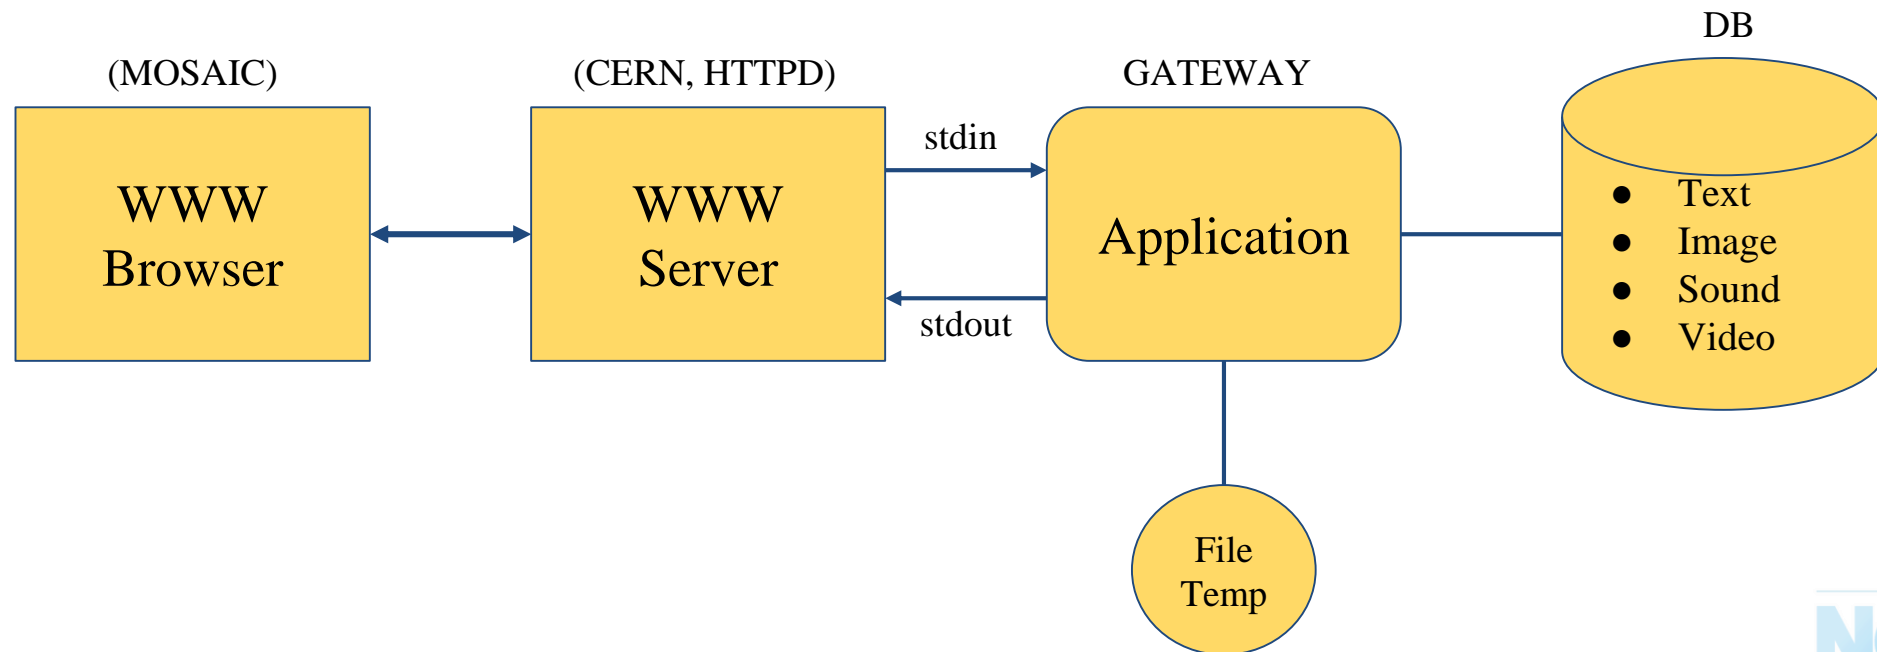 DB
(MOSAIC)
(CERN, HTTPD)
GATEWAY
WWW
Browser
WWW
Server
stdin
stdout
Application
● Text
● Image
● Sound
● Video
File
Temp